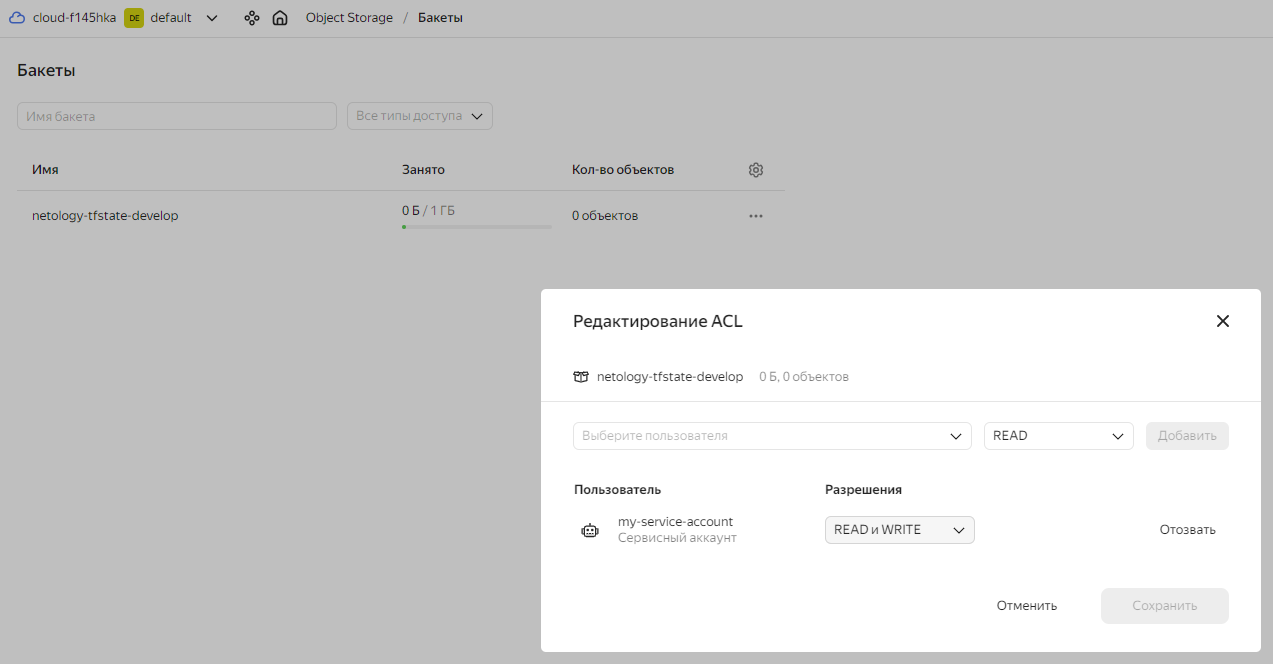 cloud-f145hka DE default Object Storage / Бакеты
Бакеты
Имя бакета Все типы доступа
Имя Занято Кол-во объектов
netology-tfstate-develop 0 Б / 1 ГБ 0 объектов
Редактирование ACL
netology-tfstate-develop 0 Б, 0 объектов
Выберите пользователя READ Добавить
Пользователь Разрешения
my-service-account READ и WRITE Отозвать
Сервисный аккаунт
Отменить Сохранить